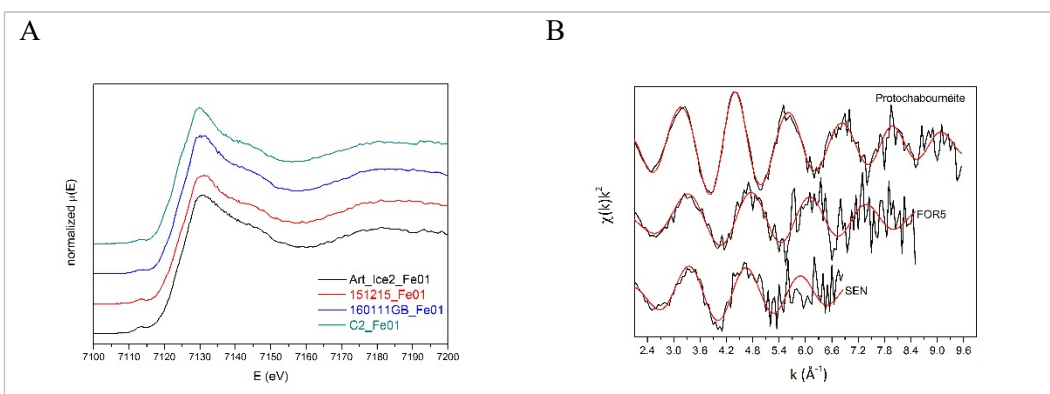 A
B
normalized μ(E)
Art_Ice2_Fe01
151215_Fe01
160111GB_Fe01
C2_Fe01
7100 7110 7120 7130 7140 7150 7160 7170 7180 7190 7200
E (eV)
χ(k)k²
Protochabournéite
FOR5
SEN
2.4 3.0 3.6 4.2 4.8 5.4 6.0 6.6 7.2 7.8 8.4 9.0 9.6
k (Å⁻¹)